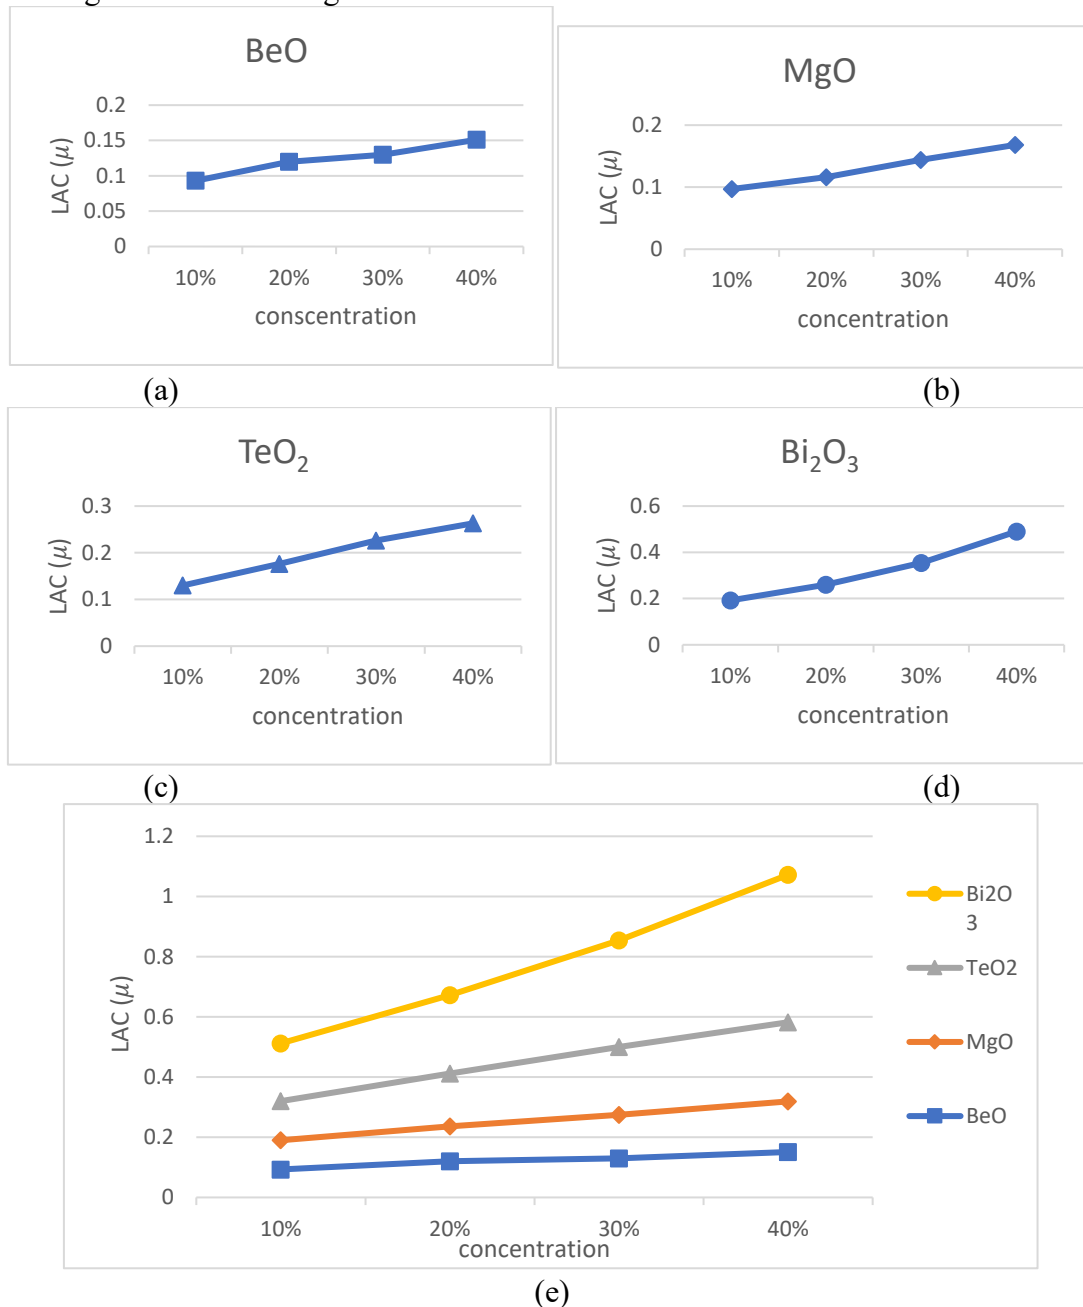 BeO
0.2
0.15
0.1
0.05
0
LAC (μ)
10% 20% 30% 40%
conscentration
(a)
MgO
0.2
0.1
0
LAC (μ)
10% 20% 30% 40%
concentration
(b)
TeO₂
0.3
0.2
0.1
0
LAC (μ)
10% 20% 30% 40%
concentration
(c)
Bi₂O₃
0.6
0.4
0.2
0
LAC (μ)
10% 20% 30% 40%
concentration
(d)
1.2
1
0.8
0.6
0.4
0.2
0
LAC (μ)
10% 20% 30% 40%
concentration
Bi2O
3
TeO2
MgO
BeO
(e)